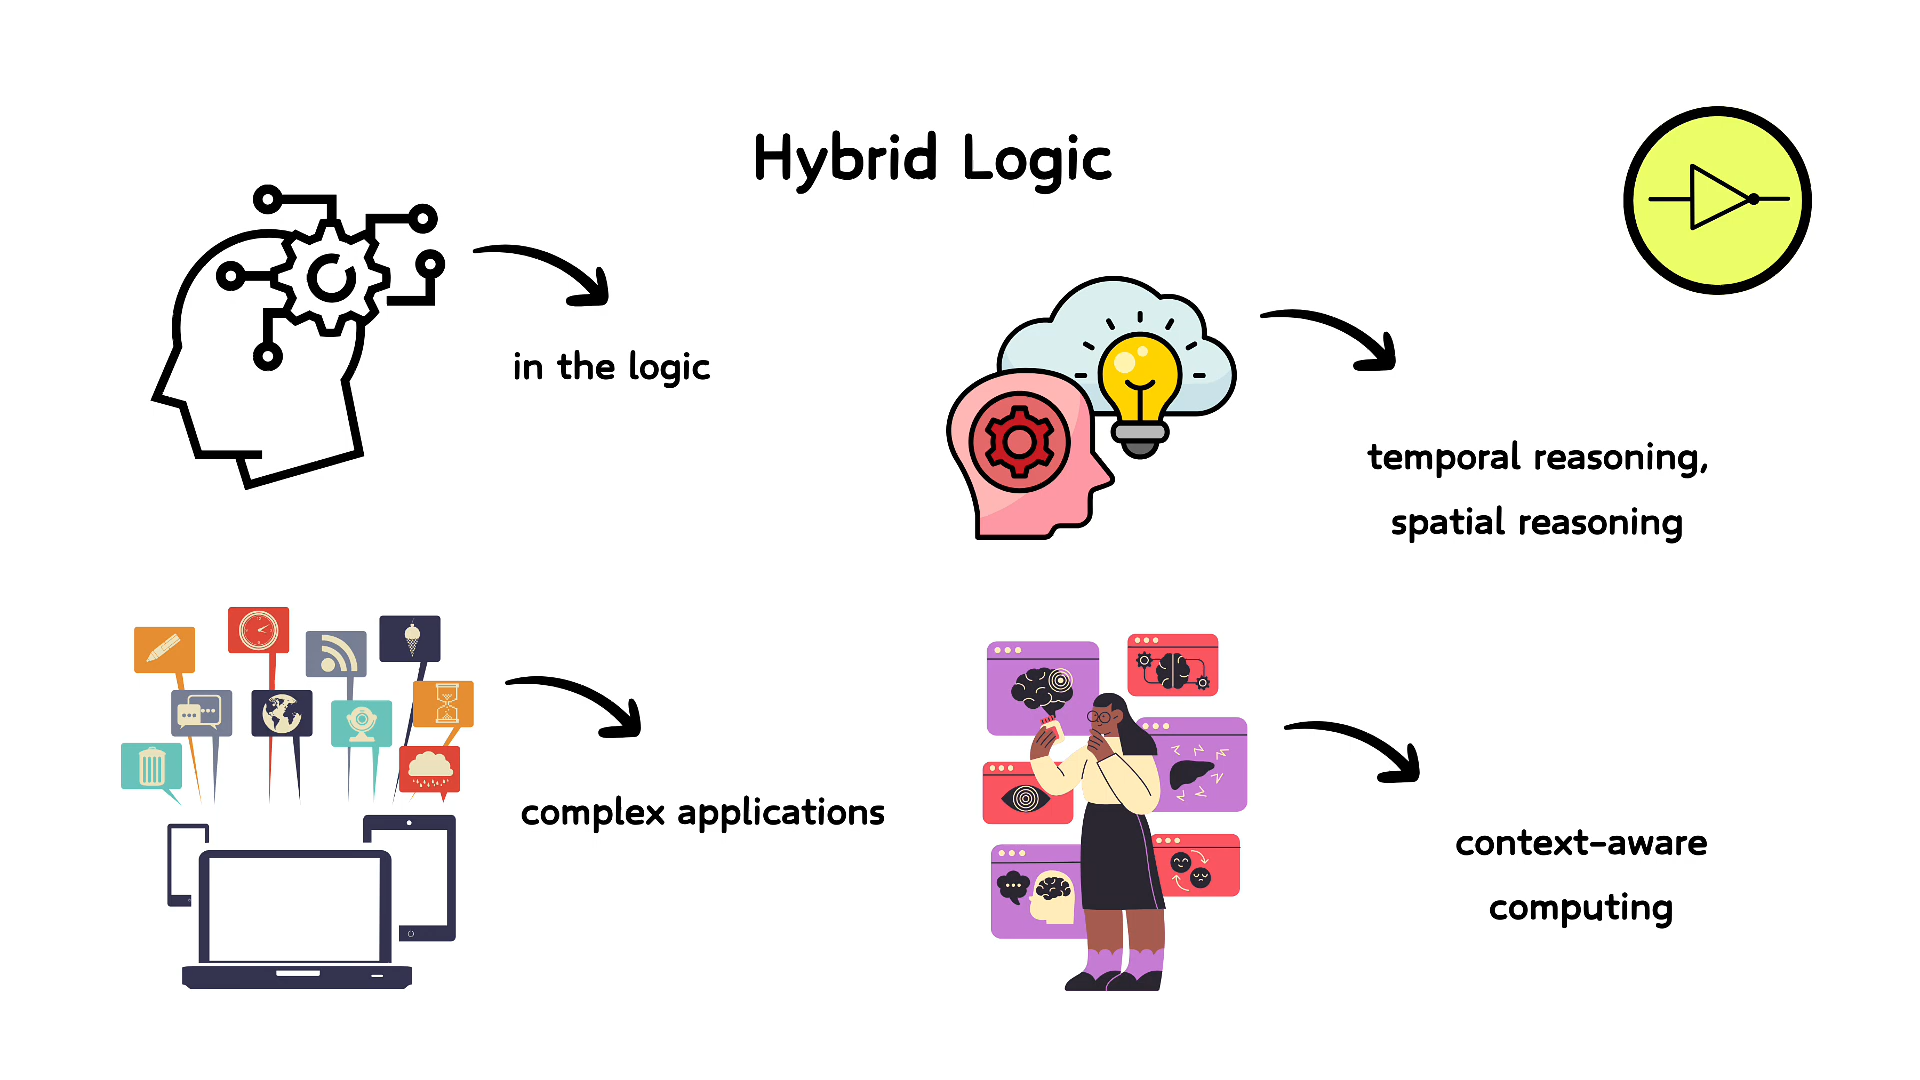 Hybrid Logic
in the logic
temporal reasoning,
spatial reasoning
complex applications
context-aware
computing